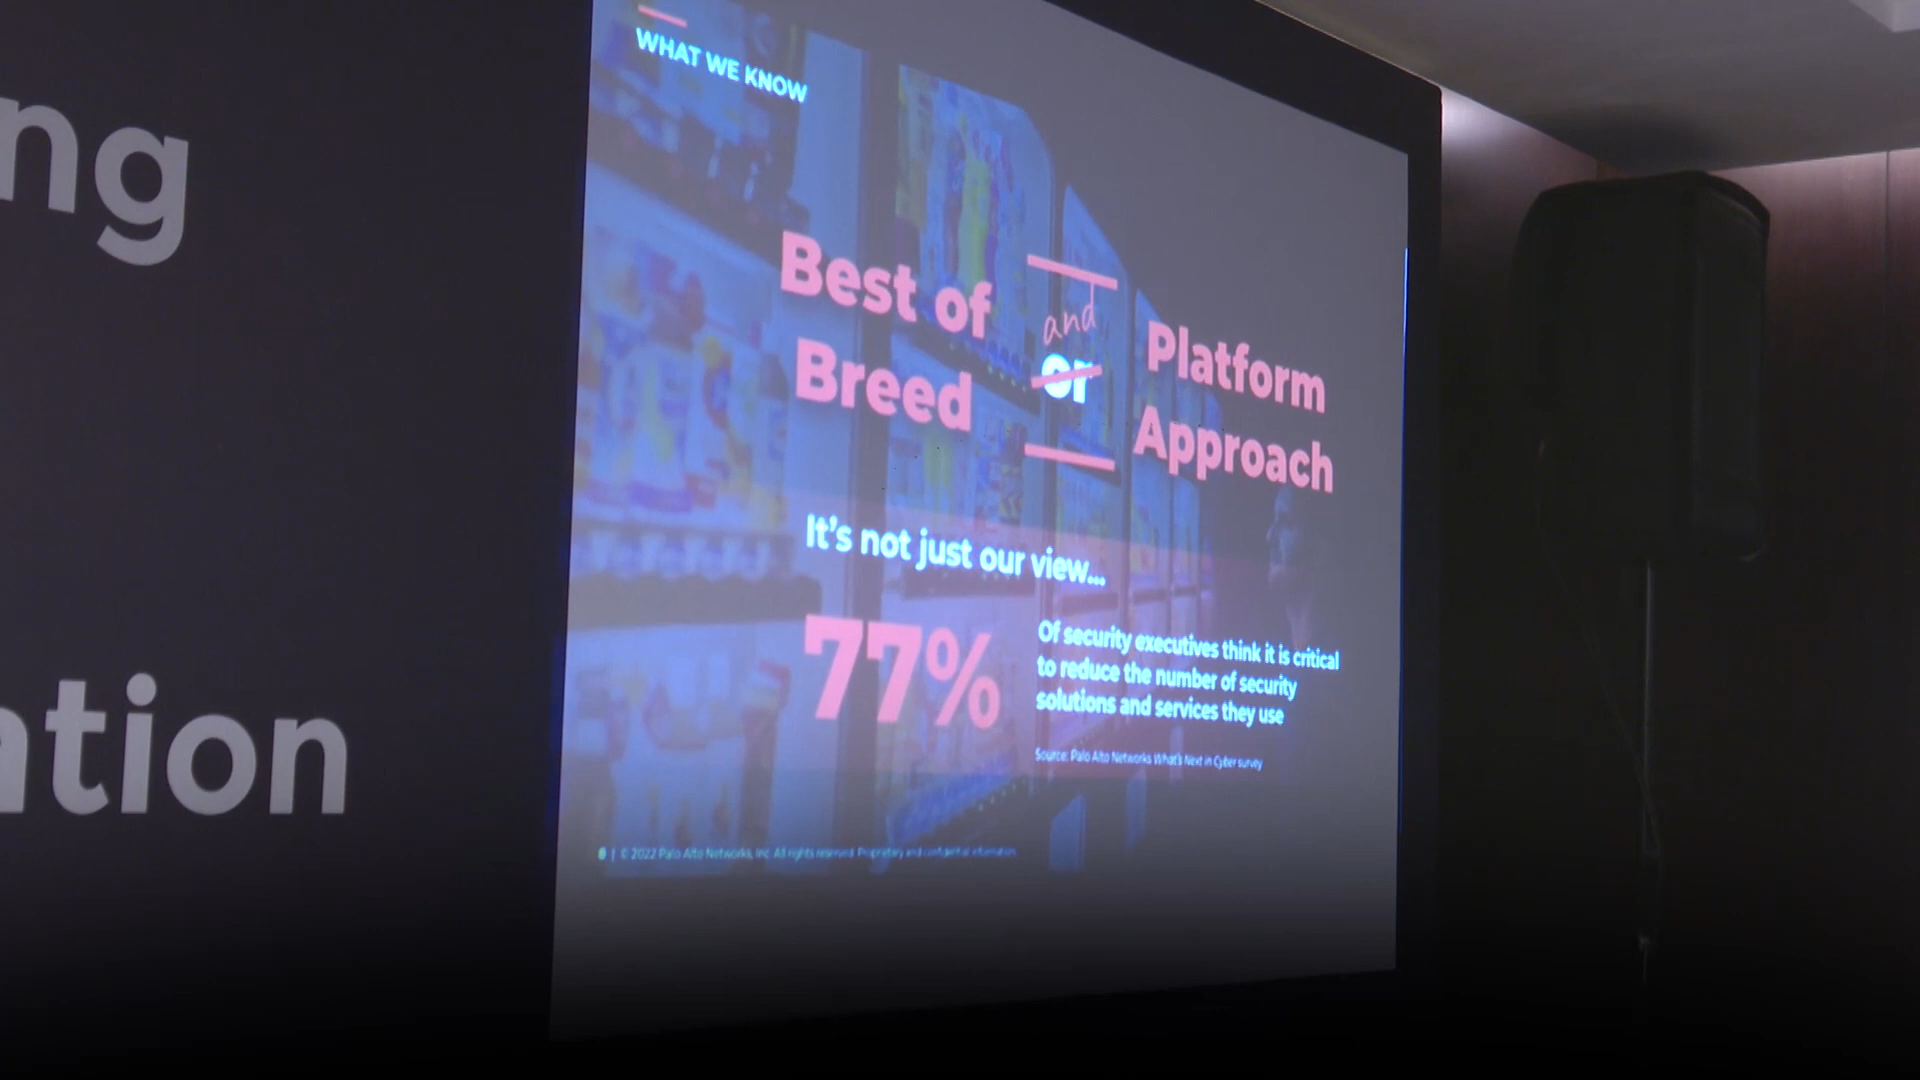 ng
ation
WHAT WE KNOW
Best of
Breed
and
or
Platform
Approach
It's not just our view...
77%
Of security executives think it is critical
to reduce the number of security
solutions and services they use
Source: Palo Alto Networks What's Next in Cyber survey
8 | © 2022 Palo Alto Networks, Inc. All rights reserved. Proprietary and confidential information.